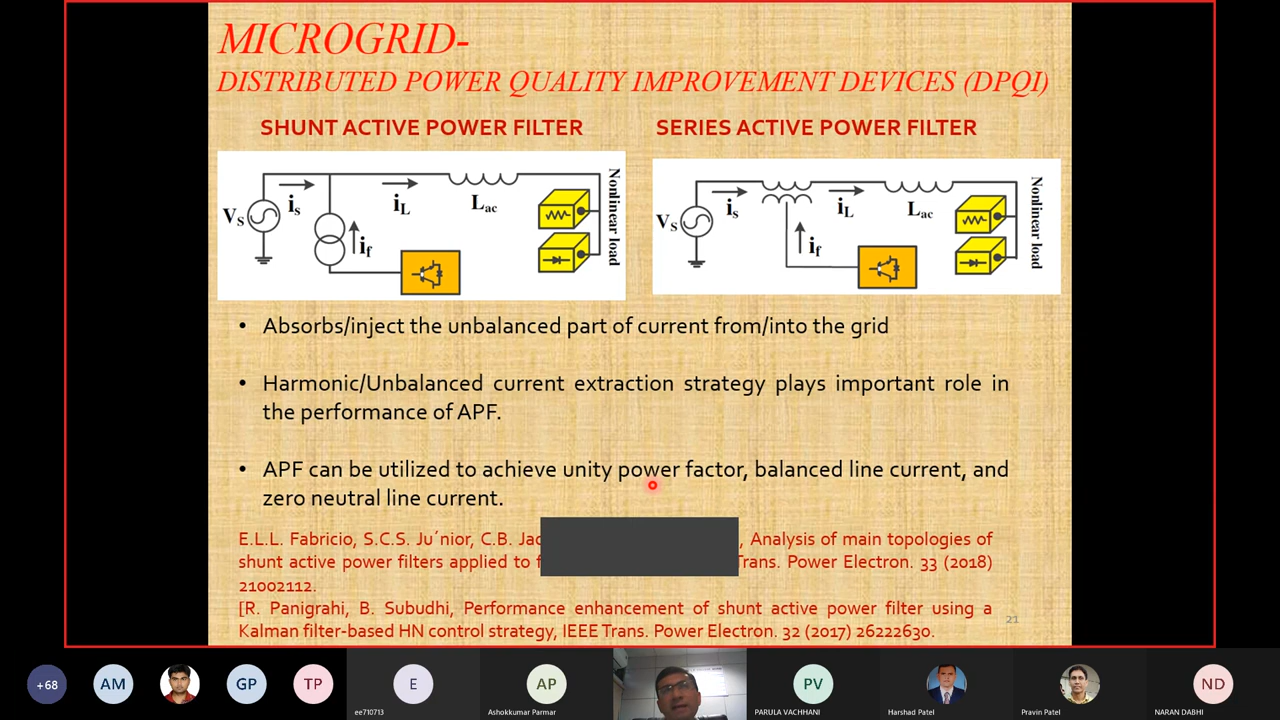 MICROGRID-
DISTRIBUTED POWER QUALITY IMPROVEMENT DEVICES (DPQI)
SHUNT ACTIVE POWER FILTER
SERIES ACTIVE POWER FILTER
Vs is iL Lac if Nonlinear load
Vs is iL Lac if Nonlinear load
• Absorbs/inject the unbalanced part of current from/into the grid
• Harmonic/Unbalanced current extraction strategy plays important role in
the performance of APF.
• APF can be utilized to achieve unity power factor, balanced line current, and
zero neutral line current.
E.L.L. Fabricio, S.C.S. Ju´nior, C.B. Jac , Analysis of main topologies of
shunt active power filters applied to f Trans. Power Electron. 33 (2018)
21002112.
[R. Panigrahi, B. Subudhi, Performance enhancement of shunt active power filter using a
Kalman filter-based HN control strategy, IEEE Trans. Power Electron. 32 (2017) 26222630.
21
+68 AM GP TP E AP PV ND
ee710713 Ashokkumar Parmar PARULA VACHHANI Harshad Patel Pravin Patel NARAN DABHI